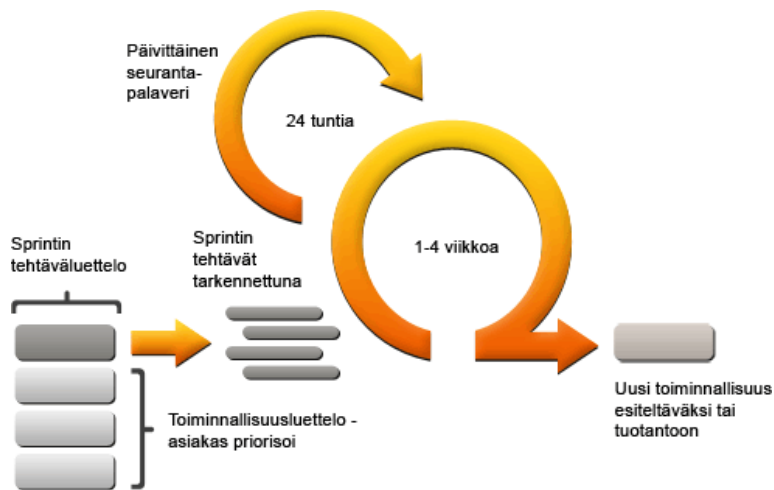 Päivittäinen
seuranta-
palaveri
24 tuntia
1-4 viikkoa
Sprintin
tehtäväluettelo
Sprintin
tehtävät
tarkennettuna
Toiminnallisuusluettelo -
asiakas priorisoi
Uusi toiminnallisuus
esiteltäväksi tai
tuotantoon